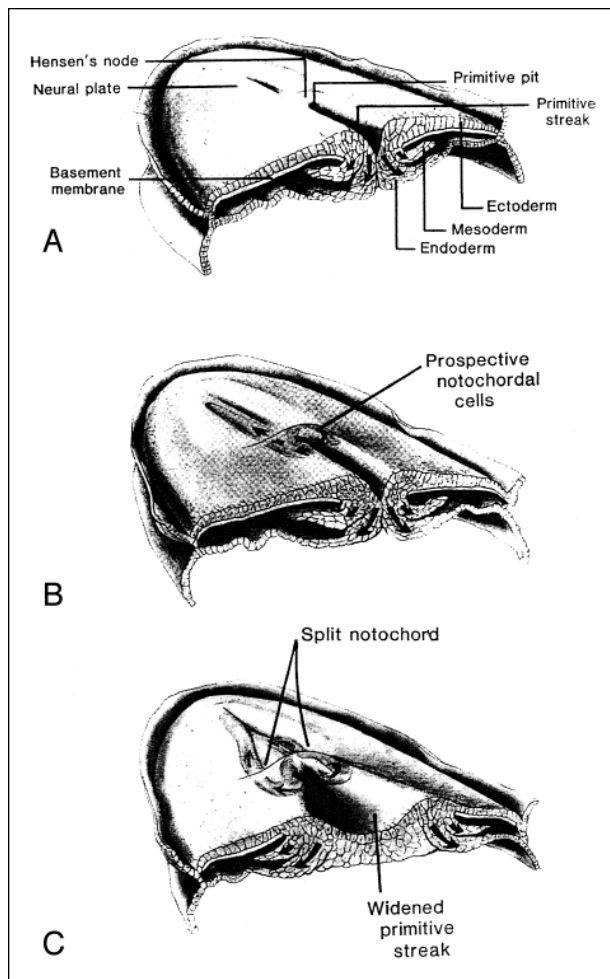 Hensen's node
Neural plate
Primitive pit
Primitive
streak
Basement
membrane
Ectoderm
Mesoderm
Endoderm
A
Prospective
notochordal
cells
B
Split notochord
Widened
primitive
streak
C